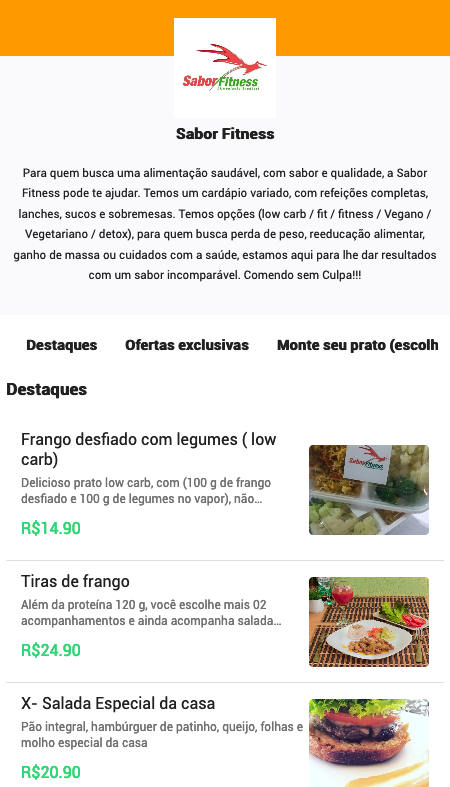 Sabor Fitness
Sabor Fitness
Para quem busca uma alimentação saudável, com sabor e qualidade, a Sabor
Fitness pode te ajudar. Temos um cardápio variado, com refeições completas,
lanches, sucos e sobremesas. Temos opções (low carb / fit / fitness / Vegano /
Vegetariano / detox), para quem busca perda de peso, reeducação alimentar,
ganho de massa ou cuidados com a saúde, estamos aqui para lhe dar resultados
com um sabor incomparável. Comendo sem Culpa!!!
Destaques Ofertas exclusivas Monte seu prato (escolh
Destaques
Frango desfiado com legumes ( low
carb)
Delicioso prato low carb, com (100 g de frango
desfiado e 100 g de legumes no vapor), não...
R$14.90
Sabor Fitness
Tiras de frango
Além da proteína 120 g, você escolhe mais 02
acompanhamentos e ainda acompanha salada...
R$24.90
X- Salada Especial da casa
Pão integral, hambúrguer de patinho, queijo, folhas e
molho especial da casa
R$20.90